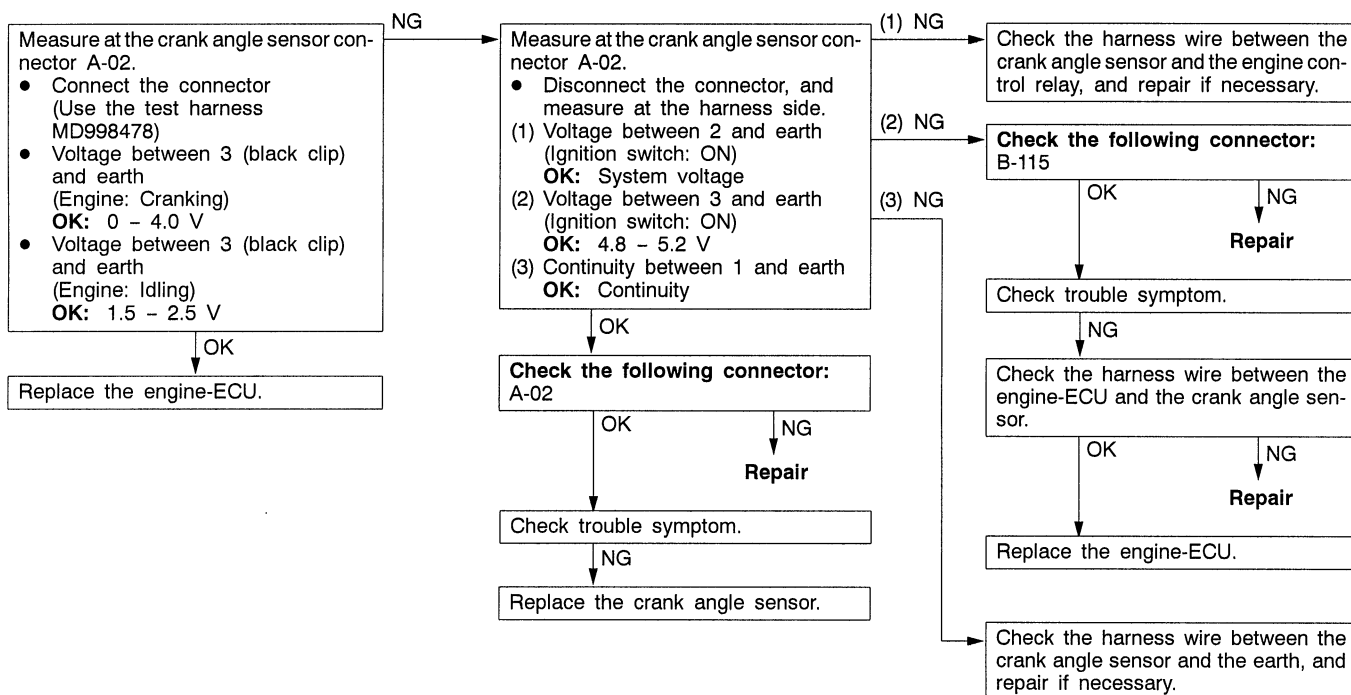 Measure at the crank angle sensor con-
nector A-02.
● Connect the connector
(Use the test harness
MD998478)
● Voltage between 3 (black clip)
and earth
(Engine: Cranking)
OK: 0 – 4.0 V
● Voltage between 3 (black clip)
and earth
(Engine: Idling)
OK: 1.5 – 2.5 V
OK
Replace the engine-ECU.
NG
Measure at the crank angle sensor con-
nector A-02.
● Disconnect the connector, and
measure at the harness side.
(1) Voltage between 2 and earth
(Ignition switch: ON)
OK: System voltage
(2) Voltage between 3 and earth
(Ignition switch: ON)
OK: 4.8 – 5.2 V
(3) Continuity between 1 and earth
OK: Continuity
OK
Check the following connector:
A-02
OK
NG
Repair
Check trouble symptom.
NG
Replace the crank angle sensor.
(1) NG
Check the harness wire between the
crank angle sensor and the engine con-
trol relay, and repair if necessary.
(2) NG
Check the following connector:
B-115
OK
NG
Repair
Check trouble symptom.
NG
Check the harness wire between the
engine-ECU and the crank angle sen-
sor.
OK
NG
Repair
Replace the engine-ECU.
(3) NG
Check the harness wire between the
crank angle sensor and the earth, and
repair if necessary.